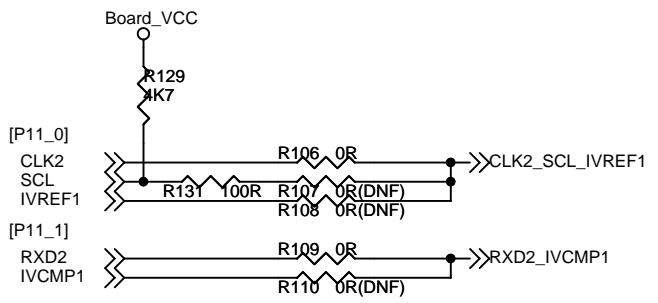 Board_VCC
R129
4K7
[P11_0]
CLK2
R106 0R
CLK2_SCL_IVREF1
SCL
R131 100R
R107 0R(DNF)
IVREF1
R108 0R(DNF)
[P11_1]
RXD2
R109 0R
RXD2_IVCMP1
IVCMP1
R110 0R(DNF)